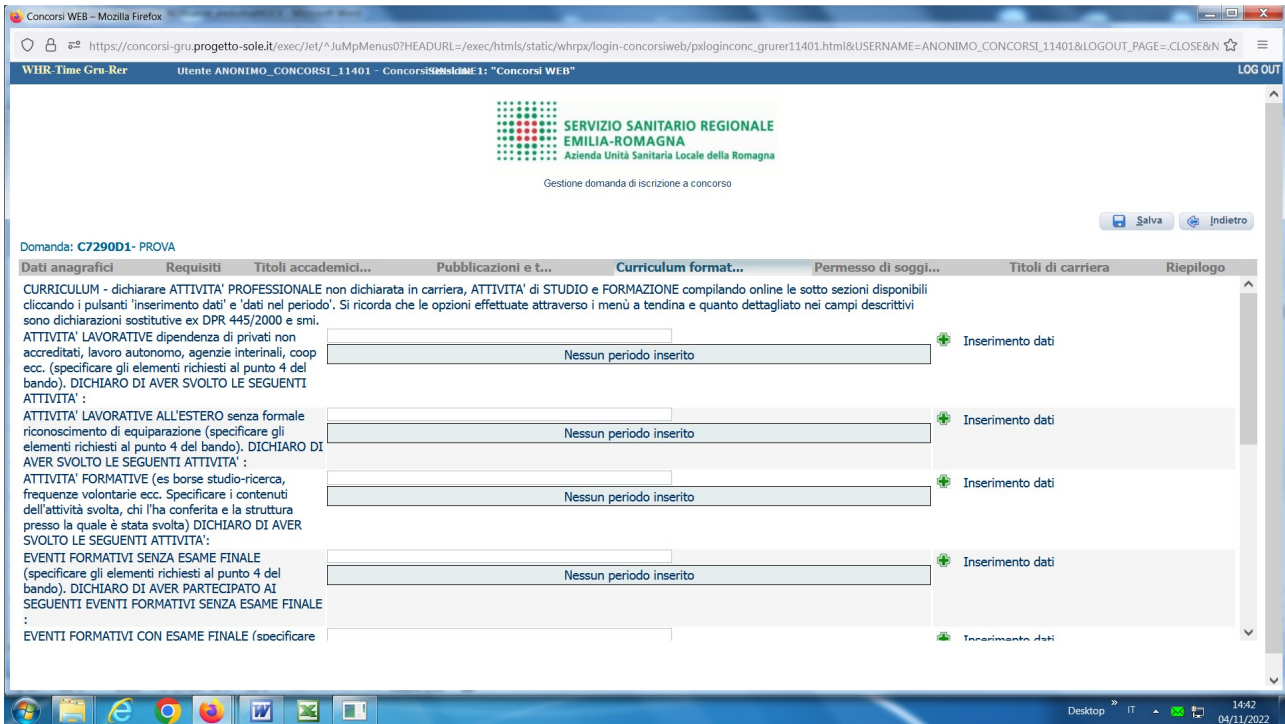 Concorsi WEB – Mozilla Firefox
https://concorsi-gru.progetto-sole.it/exec/Jet/^JuMpMenus0?HEADURL=/exec/htmls/static/whrpx/login-concorsiweb/pxloginconc_grurer11401.html&USERNAME=ANONIMO_CONCORSI_11401&LOGOUT_PAGE=.CLOSE&N
WHR-Time Gru-Rer Utente ANONIMO_CONCORSI_11401 - Concorsi 1: "Concorsi WEB" LOG OUT
SERVIZIO SANITARIO REGIONALE
EMILIA-ROMAGNA
Azienda Unità Sanitaria Locale della Romagna
Gestione domanda di iscrizione a concorso
Salva Indietro
Domanda: C7290D1- PROVA
Dati anagrafici Requisiti Titoli accademici... Pubblicazioni e t... Curriculum format... Permesso di soggi... Titoli di carriera Riepilogo
CURRICULUM - dichiarare ATTIVITA' PROFESSIONALE non dichiarata in carriera, ATTIVITA' di STUDIO e FORMAZIONE compilando online le sotto sezioni disponibili
cliccando i pulsanti 'inserimento dati' e 'dati nel periodo'. Si ricorda che le opzioni effettuate attraverso i menù a tendina e quanto dettagliato nei campi descrittivi
sono dichiarazioni sostitutive ex DPR 445/2000 e smi.
ATTIVITA' LAVORATIVE dipendenza di privati non
accreditati, lavoro autonomo, agenzie interinali, coop
ecc. (specificare gli elementi richiesti al punto 4 del
bando). DICHIARO DI AVER SVOLTO LE SEGUENTI
ATTIVITA' :
Nessun periodo inserito
Inserimento dati
ATTIVITA' LAVORATIVE ALL'ESTERO senza formale
riconoscimento di equiparazione (specificare gli
elementi richiesti al punto 4 del bando). DICHIARO DI
AVER SVOLTO LE SEGUENTI ATTIVITA' :
Nessun periodo inserito
Inserimento dati
ATTIVITA' FORMATIVE (es borse studio-ricerca,
frequenze volontarie ecc. Specificare i contenuti
dell'attività svolta, chi l'ha conferita e la struttura
presso la quale è stata svolta) DICHIARO DI AVER
SVOLTO LE SEGUENTI ATTIVITA':
Nessun periodo inserito
Inserimento dati
EVENTI FORMATIVI SENZA ESAME FINALE
(specificare gli elementi richiesti al punto 4 del
bando). DICHIARO DI AVER PARTECIPATO AI
SEGUENTI EVENTI FORMATIVI SENZA ESAME FINALE
:
Nessun periodo inserito
Inserimento dati
EVENTI FORMATIVI CON ESAME FINALE (specificare
Inserimento dati
Desktop IT 14:42
04/11/2022